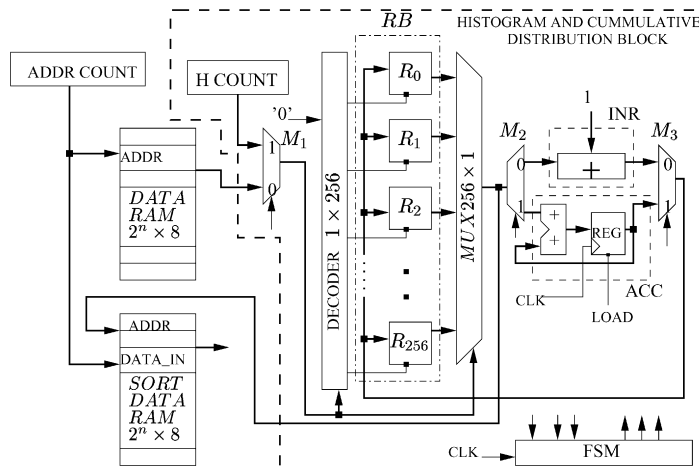 RB
HISTOGRAM AND CUMMULATIVE
DISTRIBUTION BLOCK
ADDR COUNT
H COUNT
'0'
M1
1
0
ADDR
DATA
RAM
2^n × 8
DECODER 1 × 256
R0
R1
R2
R256
MUX256 × 1
M2
0
1
1
INR
+
M3
0
1
+
+
REG
CLK
LOAD
ACC
ADDR
DATA_IN
SORT
DATA
RAM
2^n × 8
CLK
FSM